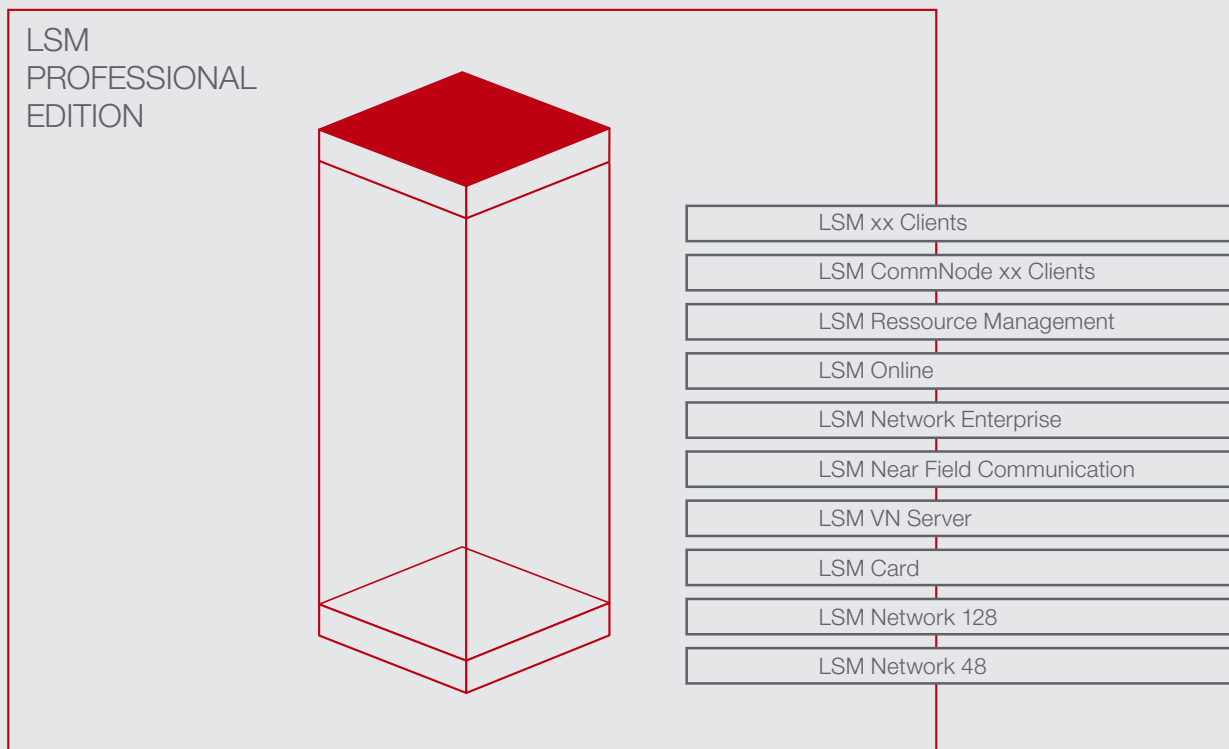 LSM
PROFESSIONAL
EDITION
LSM xx Clients
LSM CommNode xx Clients
LSM Ressource Management
LSM Online
LSM Network Enterprise
LSM Near Field Communication
LSM VN Server
LSM Card
LSM Network 128
LSM Network 48